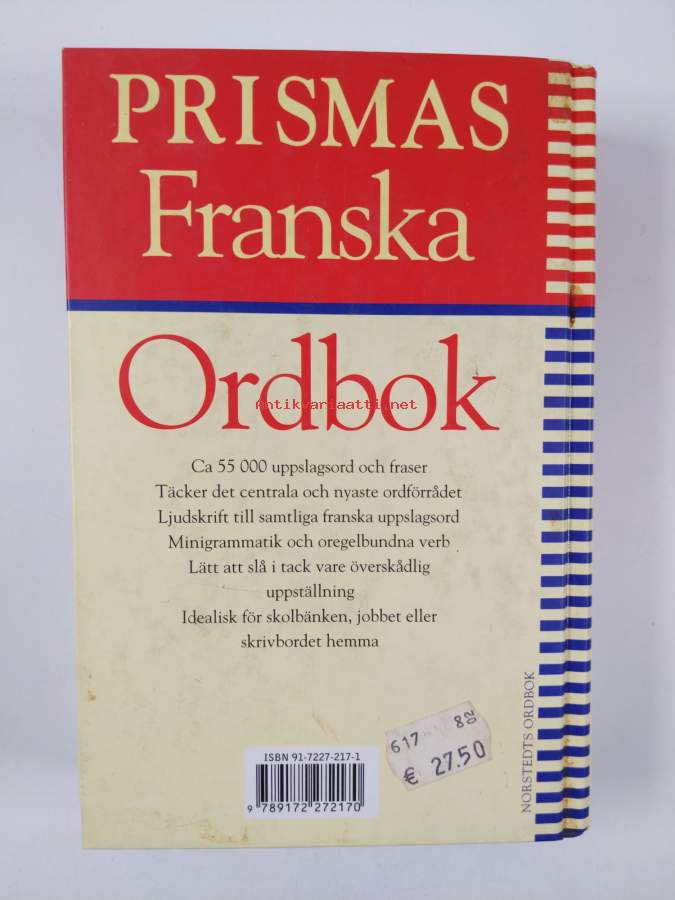 PRISMAS
Franska
Ordbok
Antikvariaatti.net
Ca 55 000 uppslagsord och fraser
Täcker det centrala och nyaste ordförrådet
Ljudskrift till samtliga franska uppslagsord
Minigrammatik och oregelbundna verb
Lätt att slå i tack vare överskådlig
uppställning
Idealisk för skolbänken, jobbet eller
skrivbordet hemma
NORSTEDTS ORDBOK
617
€ 27.50
ISBN 91-7227-217-1
9 789172 272170